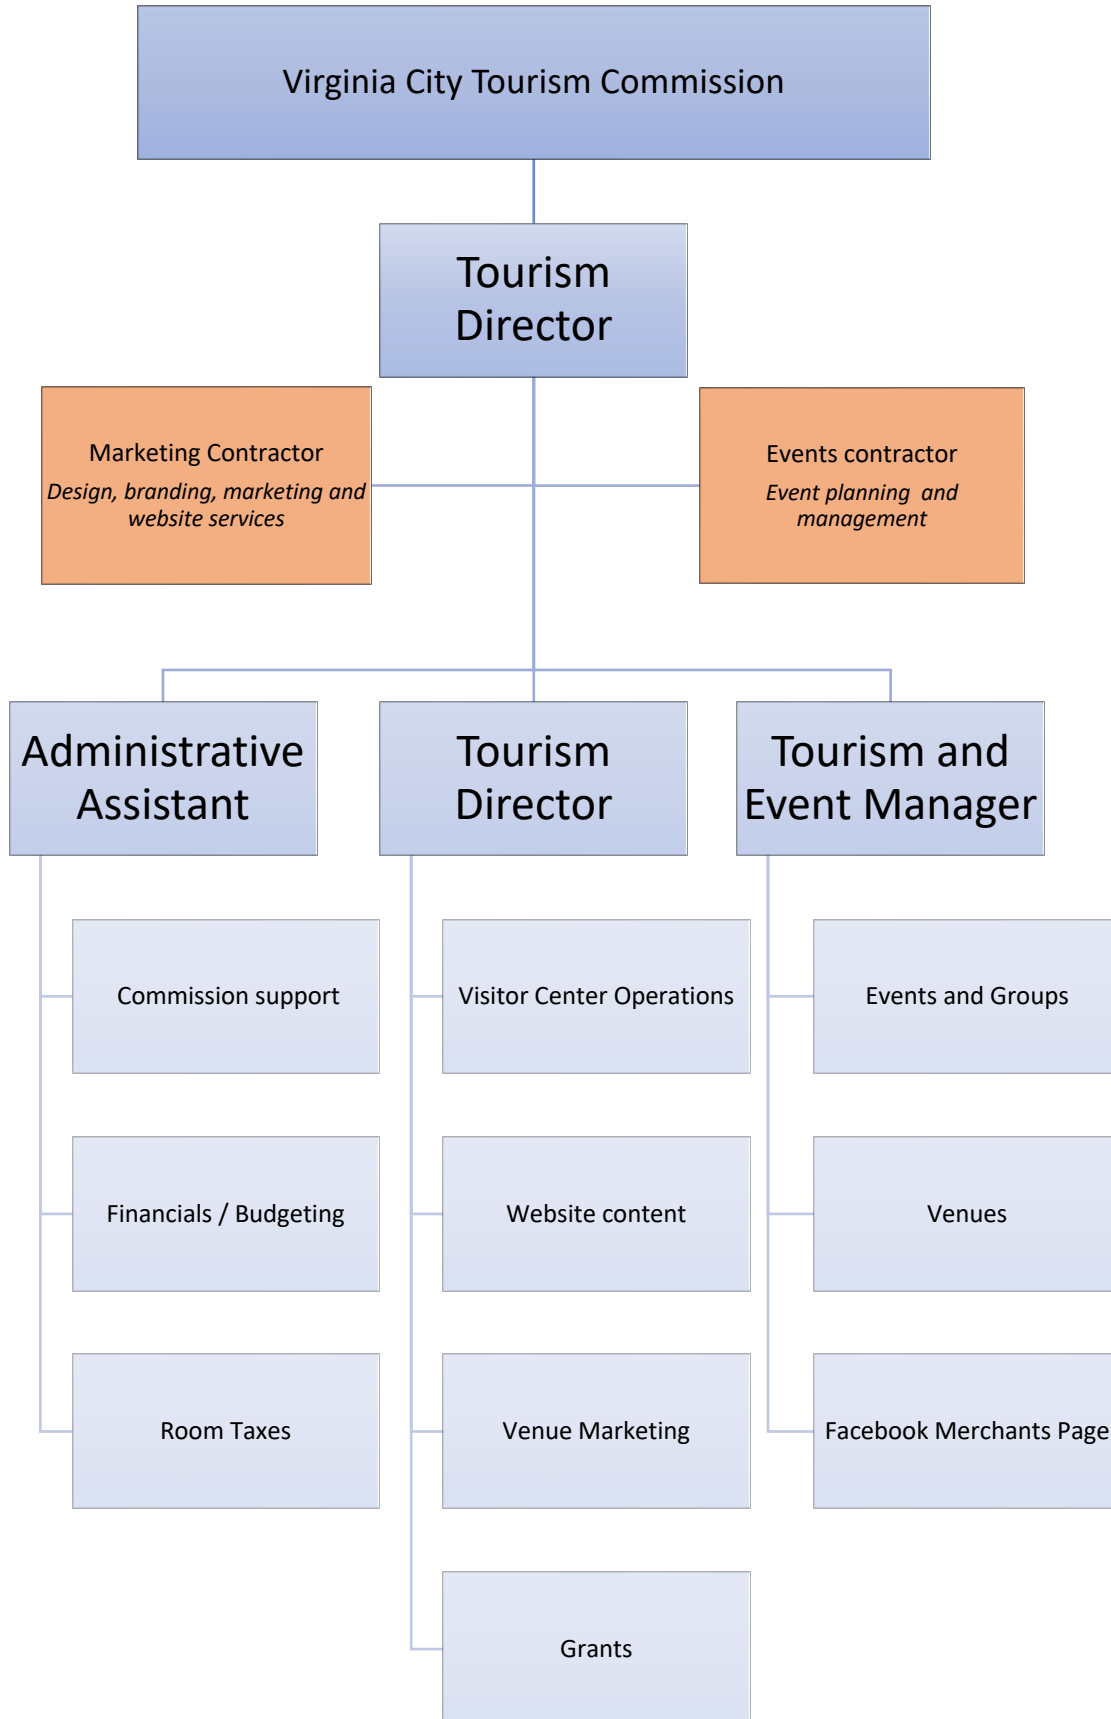 Virginia City Tourism Commission
Tourism
Director
Marketing Contractor
Design, branding, marketing and
website services
Events contractor
Event planning and
management
Administrative
Assistant
Tourism
Director
Tourism and
Event Manager
Commission support
Visitor Center Operations
Events and Groups
Financials / Budgeting
Website content
Venues
Room Taxes
Venue Marketing
Facebook Merchants Page
Grants